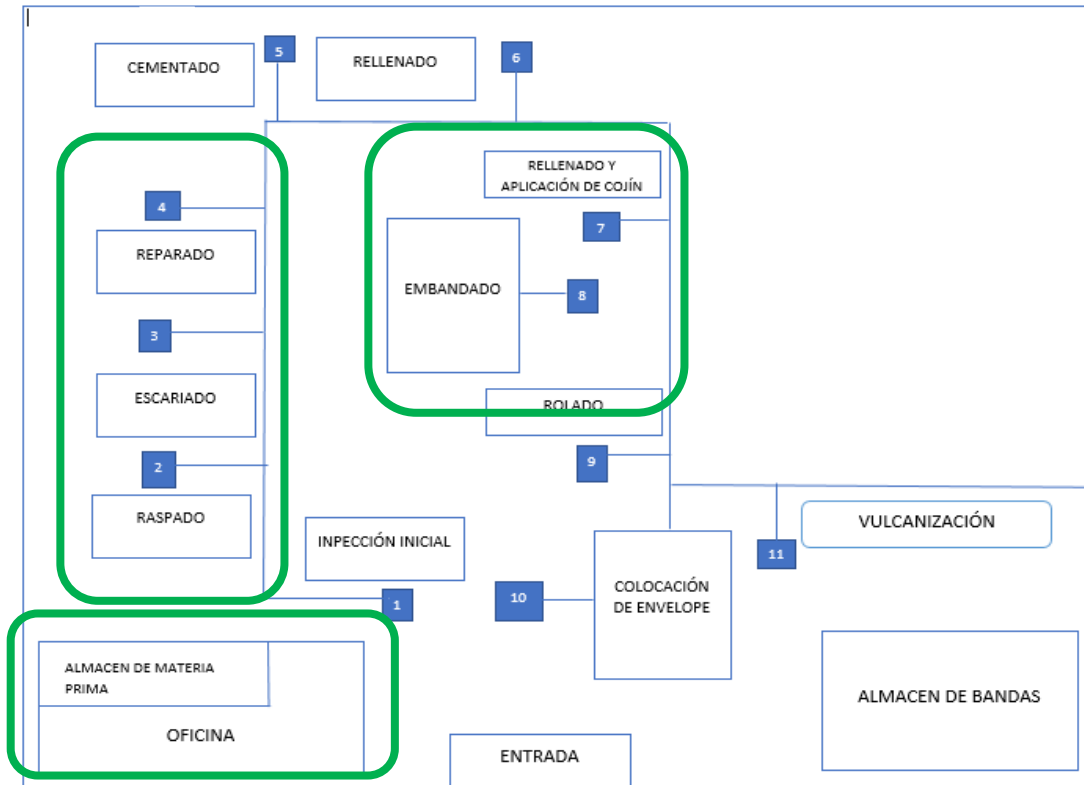 CEMENTADO
5
RELLENADO
6
RELLENADO Y
APLICACIÓN DE COJÍN
4
7
REPARADO
EMBANDADO
8
3
ESCARIADO
ROLADO
2
9
RASPADO
INPECCIÓN INICIAL
VULCANIZACIÓN
11
COLOCACIÓN
DE ENVELOPE
10
1
ALMACEN DE MATERIA
PRIMA
OFICINA
ENTRADA
ALMACEN DE BANDAS